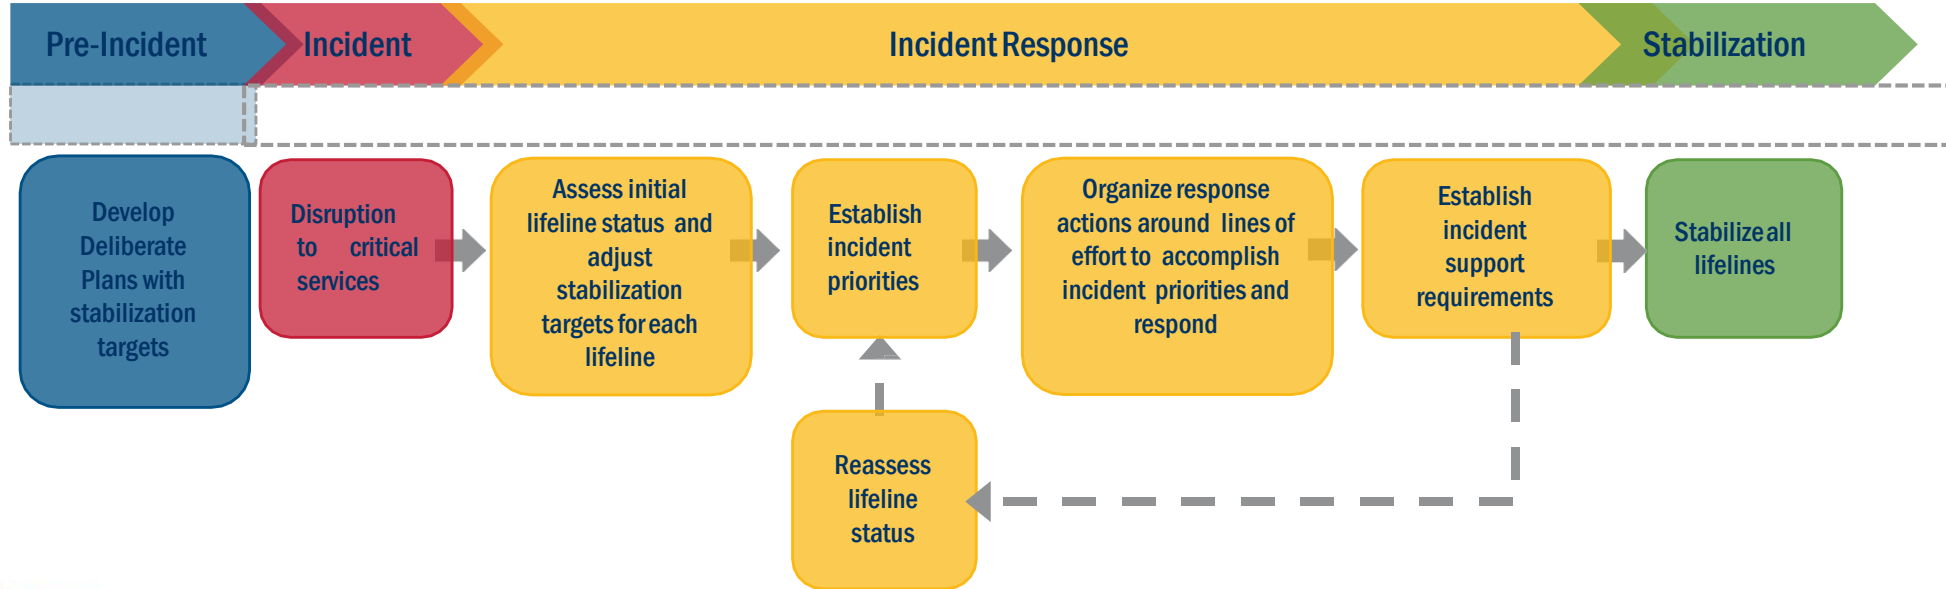 Pre-Incident
Incident
Incident Response
Stabilization
Develop
Deliberate
Plans with
stabilization
targets
Disruption
to critical
services
Assess initial
lifeline status and
adjust
stabilization
targets for each
lifeline
Establish
incident
priorities
Organize response
actions around lines of
effort to accomplish
incident priorities and
respond
Establish
incident
support
requirements
Stabilize all
lifelines
Reassess
lifeline
status